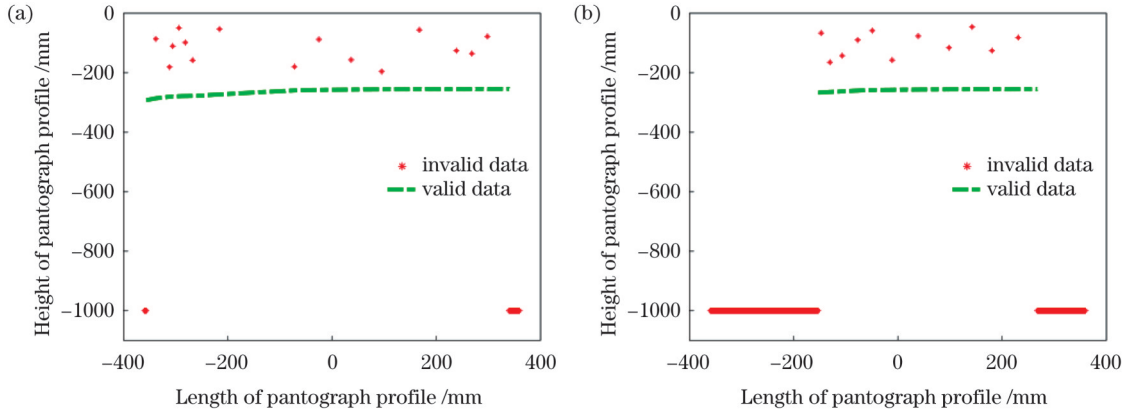 (a)
0
−200
−400
−600
−800
−1000
Height of pantograph profile /mm
invalid data
valid data
−400
−200
0
200
400
Length of pantograph profile /mm
(b)
0
−200
−400
−600
−800
−1000
Height of pantograph profile /mm
invalid data
valid data
−400
−200
0
200
400
Length of pantograph profile /mm